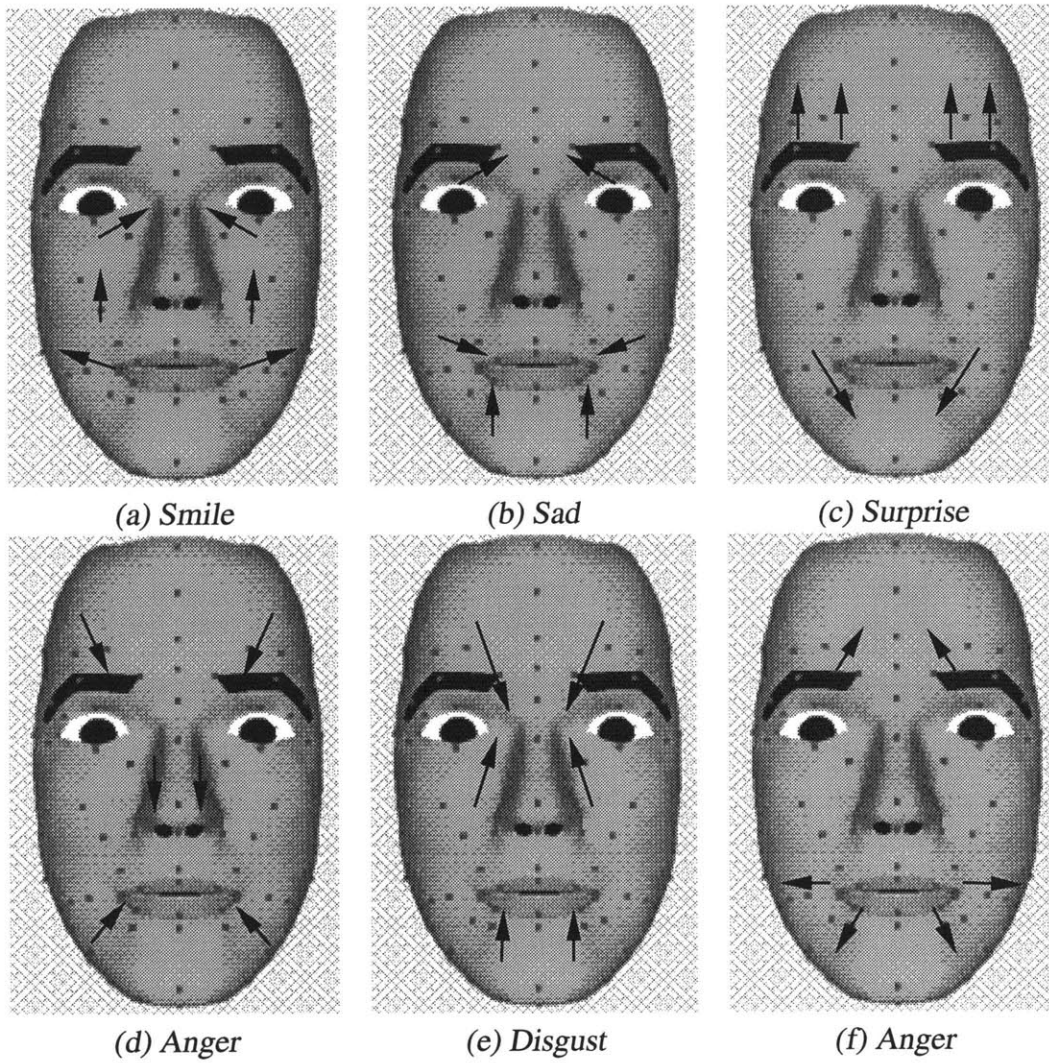 (a) Smile
(b) Sad
(c) Surprise
(d) Anger
(e) Disgust
(f) Anger